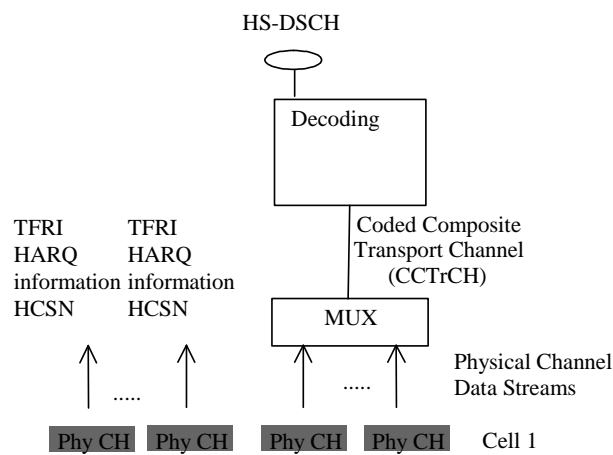 HS-DSCH
Decoding
TFRI
HARQ
information
HCSN
TFRI
HARQ
information
HCSN
Coded Composite
Transport Channel
(CCTrCH)
MUX
.....
.....
Physical Channel
Data Streams
Phy CH
Phy CH
Phy CH
Phy CH
Cell 1